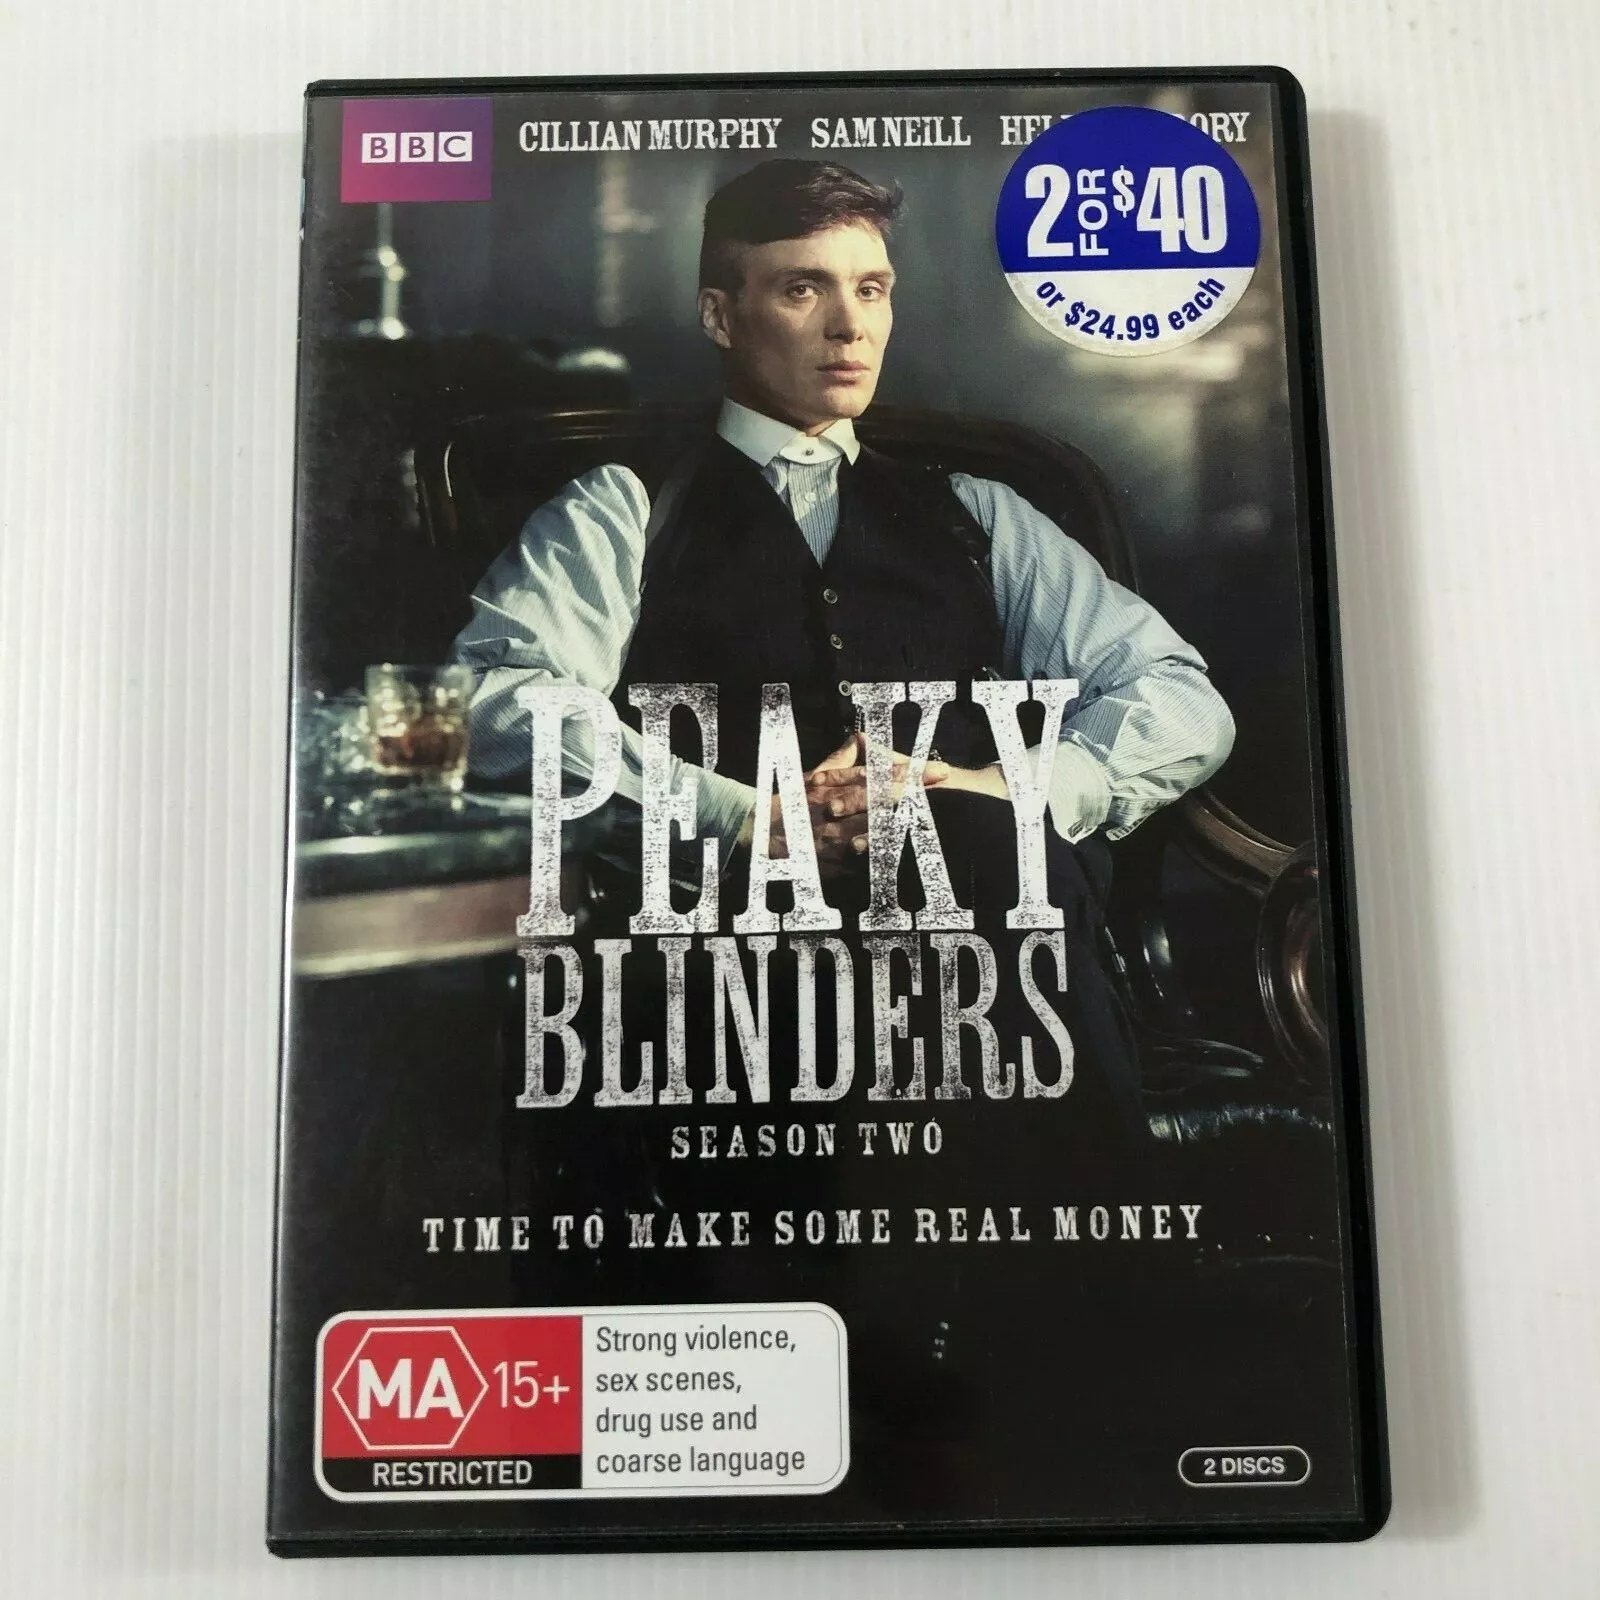 BBC
CILLIAN MURPHY SAM NEILL
2 FOR $40
or $24.99 each
PEAKY
BLINDERS
SEASON TWO
TIME TO MAKE SOME REAL MONEY
MA 15+
RESTRICTED
Strong violence,
sex scenes,
drug use and
coarse language
2 DISCS